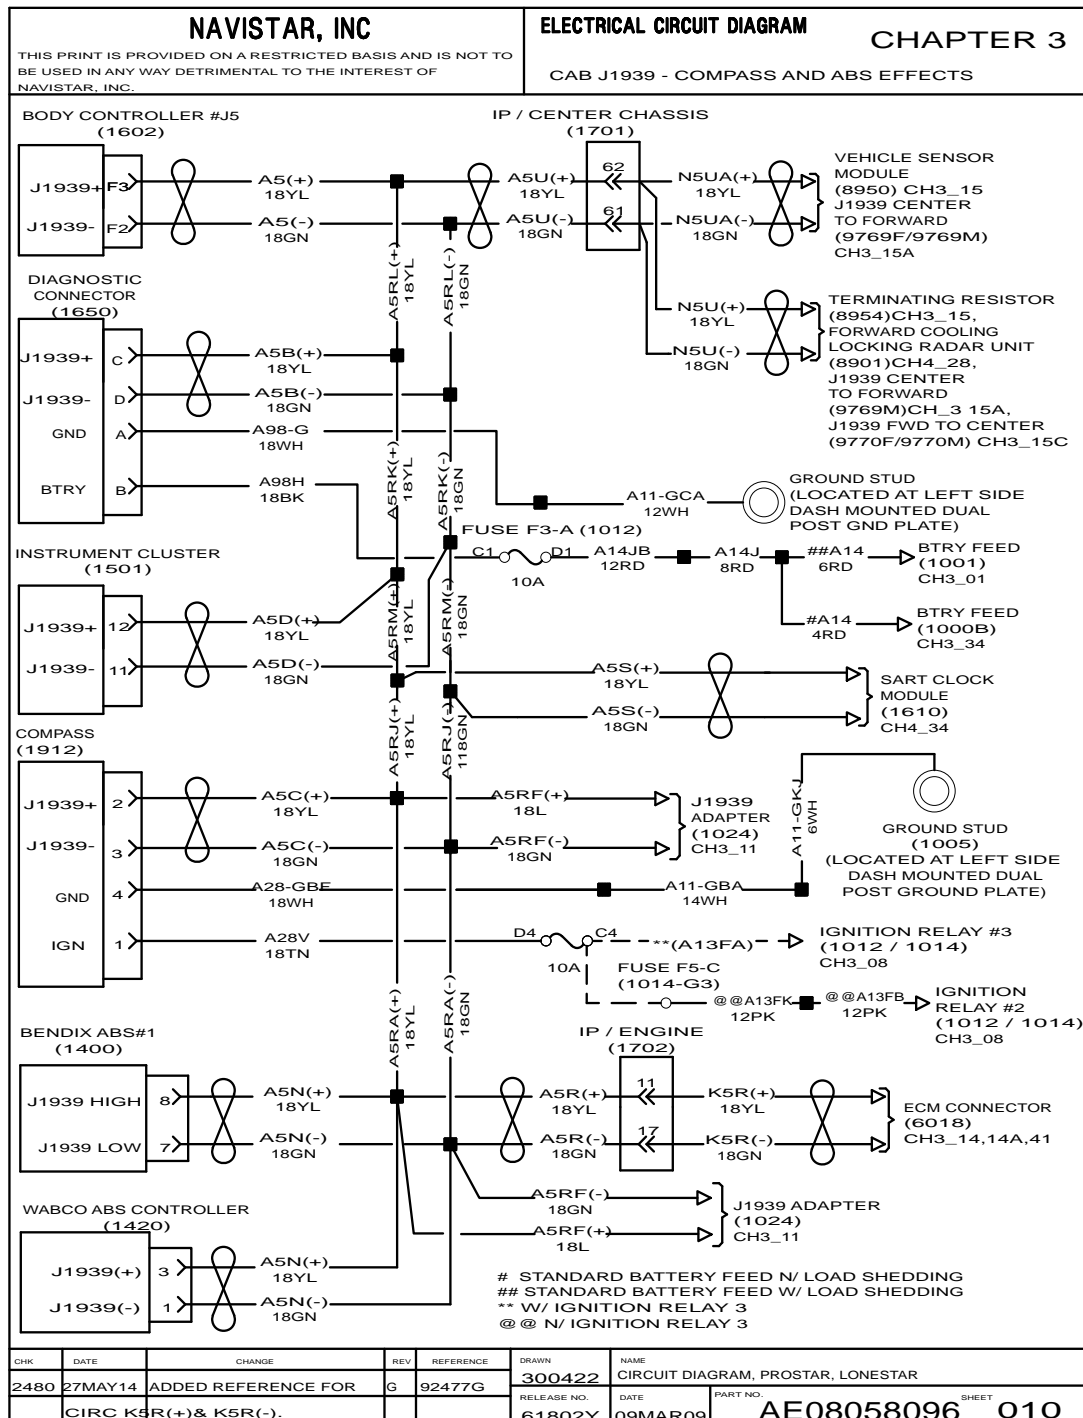 NAVISTAR, INC
THIS PRINT IS PROVIDED ON A RESTRICTED BASIS AND IS NOT TO
BE USED IN ANY WAY DETRIMENTAL TO THE INTEREST OF
NAVISTAR, INC.
ELECTRICAL CIRCUIT DIAGRAM
CHAPTER 3
CAB J1939 - COMPASS AND ABS EFFECTS
BODY CONTROLLER #J5
(1602)
J1939+ F3
J1939- F2
A5(+)
18YL
A5(-)
18GN
IP / CENTER CHASSIS
(1701)
A5U(+)
18YL
62
A5U(-)
18GN
61
N5UA(+)
18YL
N5UA(-)
18GN
VEHICLE SENSOR
MODULE
(8950) CH3_15
J1939 CENTER
TO FORWARD
(9769F/9769M)
CH3_15A
A5RL(+)
18YL
A5RL(-)
18GN
N5U(+)
18YL
N5U(-)
18GN
TERMINATING RESISTOR
(8954)CH3_15,
FORWARD COOLING
LOCKING RADAR UNIT
(8901)CH4_28,
J1939 CENTER
TO FORWARD
(9769M)CH_3 15A,
J1939 FWD TO CENTER
(9770F/9770M) CH3_15C
DIAGNOSTIC
CONNECTOR
(1650)
J1939+ C
J1939- D
GND A
BTRY B
A5B(+)
18YL
A5B(-)
18GN
A98-G
18WH
A98H
18BK
A5RK(+)
18YL
A5RK(-)
18GN
A11-GCA
12WH
GROUND STUD
(LOCATED AT LEFT SIDE
DASH MOUNTED DUAL
POST GND PLATE)
FUSE F3-A (1012)
C1
D1
10A
A14JB
12RD
A14J
8RD
##A14
6RD
BTRY FEED
(1001)
CH3_01
#A14
4RD
BTRY FEED
(1000B)
CH3_34
INSTRUMENT CLUSTER
(1501)
J1939+ 12
J1939- 11
A5D(+)
18YL
A5D(-)
18GN
A5RM(+)
18YL
A5RM(-)
18GN
A5S(+)
18YL
A5S(-)
18GN
SART CLOCK
MODULE
(1610)
CH4_34
COMPASS
(1912)
J1939+ 2
J1939- 3
GND 4
IGN 1
A5C(+)
18YL
A5C(-)
18GN
A28-GBF
18WH
A28V
18TN
A5RJ(+)
18YL
A5RJ(-)
118GN
A5RF(+)
18L
A5RF(-)
18GN
J1939
ADAPTER
(1024)
CH3_11
A11-GKJ
6WH
A11-GBA
14WH
GROUND STUD
(1005)
(LOCATED AT LEFT SIDE
DASH MOUNTED DUAL
POST GROUND PLATE)
D4
C4
10A
**(A13FA)
IGNITION RELAY #3
(1012 / 1014)
CH3_08
FUSE F5-C
(1014-G3)
@@A13FK
12PK
@@A13FB
12PK
IGNITION
RELAY #2
(1012 / 1014)
CH3_08
A5RA(+)
18YL
A5RA(-)
18GN
BENDIX ABS#1
(1400)
J1939 HIGH 8
J1939 LOW 7
A5N(+)
18YL
A5N(-)
18GN
IP / ENGINE
(1702)
A5R(+)
18YL
11
A5R(-)
18GN
17
K5R(+)
18YL
K5R(-)
18GN
ECM CONNECTOR
(6018)
CH3_14,14A,41
A5RF(-)
18GN
A5RF(+)
18L
J1939 ADAPTER
(1024)
CH3_11
WABCO ABS CONTROLLER
(1420)
J1939(+) 3
J1939(-) 1
A5N(+)
18YL
A5N(-)
18GN
# STANDARD BATTERY FEED N/ LOAD SHEDDING
## STANDARD BATTERY FEED W/ LOAD SHEDDING
** W/ IGNITION RELAY 3
@@ N/ IGNITION RELAY 3
CHK DATE CHANGE REV REFERENCE
2480 27MAY14 ADDED REFERENCE FOR G 92477G
CIRC K5R(+)& K5R(-).
DRAWN
300422
NAME
CIRCUIT DIAGRAM, PROSTAR, LONESTAR
RELEASE NO.
61802Y
DATE
09MAR09
PART NO.
AE08058096
SHEET
010